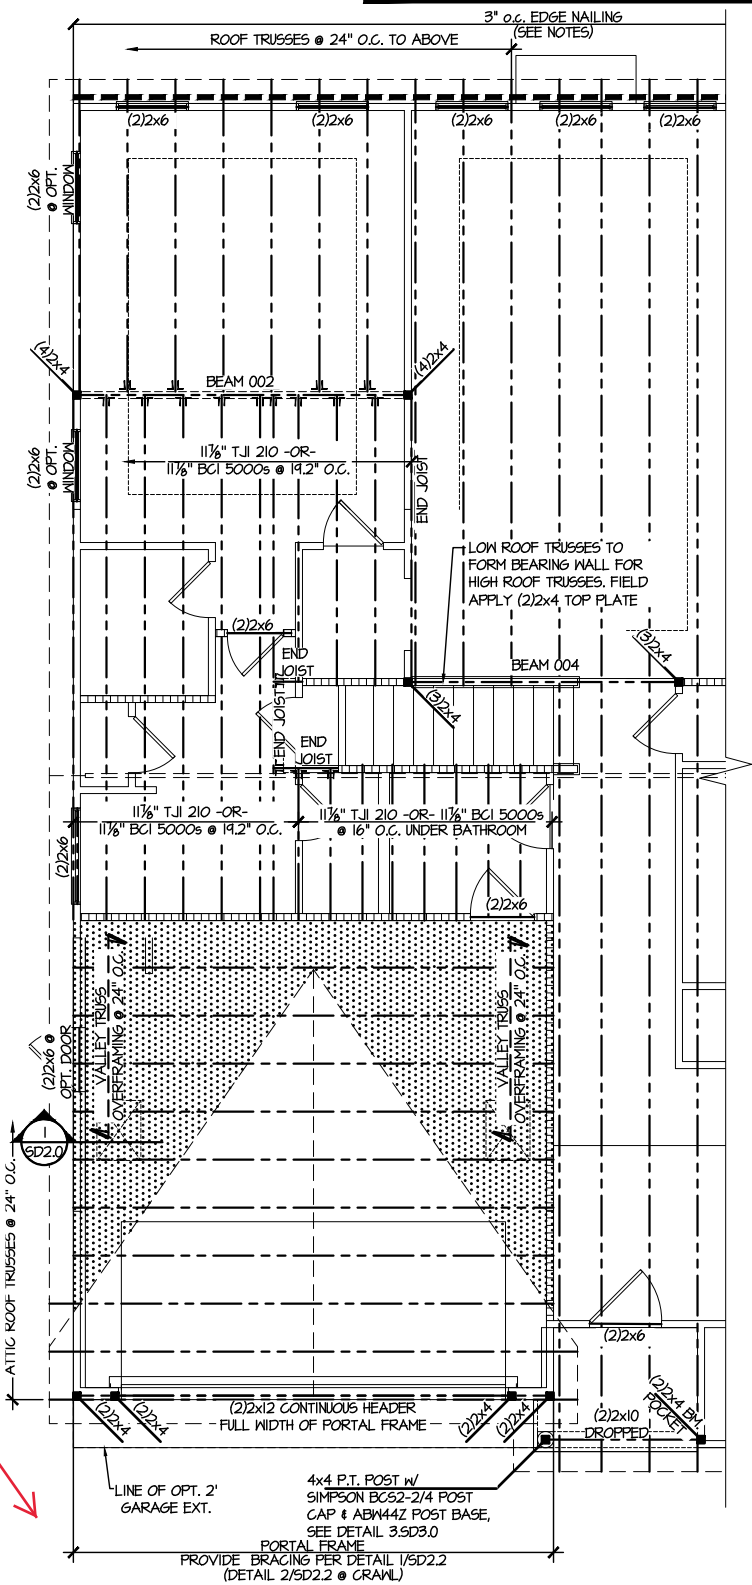 3" o.c. EDGE NAILING
(SEE NOTES)
ROOF TRUSSES @ 24" O.C. TO ABOVE
(2)2x6
(2)2x6
(2)2x6
(2)2x6
(2)2x6
(2)2x6
@ OPT.
WINDOW
(4)2x4
BEAM 002
(4)2x4
(2)2x6
@ OPT.
WINDOW
11⅞" TJI 210 -OR-
11⅞" BCI 5000s @ 19.2" O.C.
END JOIST
LOW ROOF TRUSSES TO
FORM BEARING WALL FOR
HIGH ROOF TRUSSES. FIELD
APPLY (2)2x4 TOP PLATE
(2)2x6
END
JOIST
(3)2x4
BEAM 004
(3)2x4
END JOIST
END
JOIST
11⅞" TJI 210 -OR-
11⅞" BCI 5000s @ 19.2" O.C.
11⅞" TJI 210 -OR- 11⅞" BCI 5000s
@ 16" O.C. UNDER BATHROOM
(2)2x6
(2)2x6
VALLEY TRUSS
OVERFRAMING @ 24" O.C.
VALLEY TRUSS
OVERFRAMING @ 24" O.C.
(2)2x6 @
OPT. DOOR
1
SD2.0
ATTIC ROOF TRUSSES @ 24" O.C.
(2)2x6
(2)2x4
(2)2x4
(2)2x12 CONTINUOUS HEADER
FULL WIDTH OF PORTAL FRAME
(2)2x4
(2)2x4
(2)2x10
DROPPED
(2)2x4 BM.
POCKET
LINE OF OPT. 2'
GARAGE EXT.
4x4 P.T. POST w/
SIMPSON BCS2-2/4 POST
CAP & ABW44Z POST BASE,
SEE DETAIL 3.SD3.0
PORTAL FRAME
PROVIDE BRACING PER DETAIL 1/SD2.2
(DETAIL 2/SD2.2 @ CRAWL)